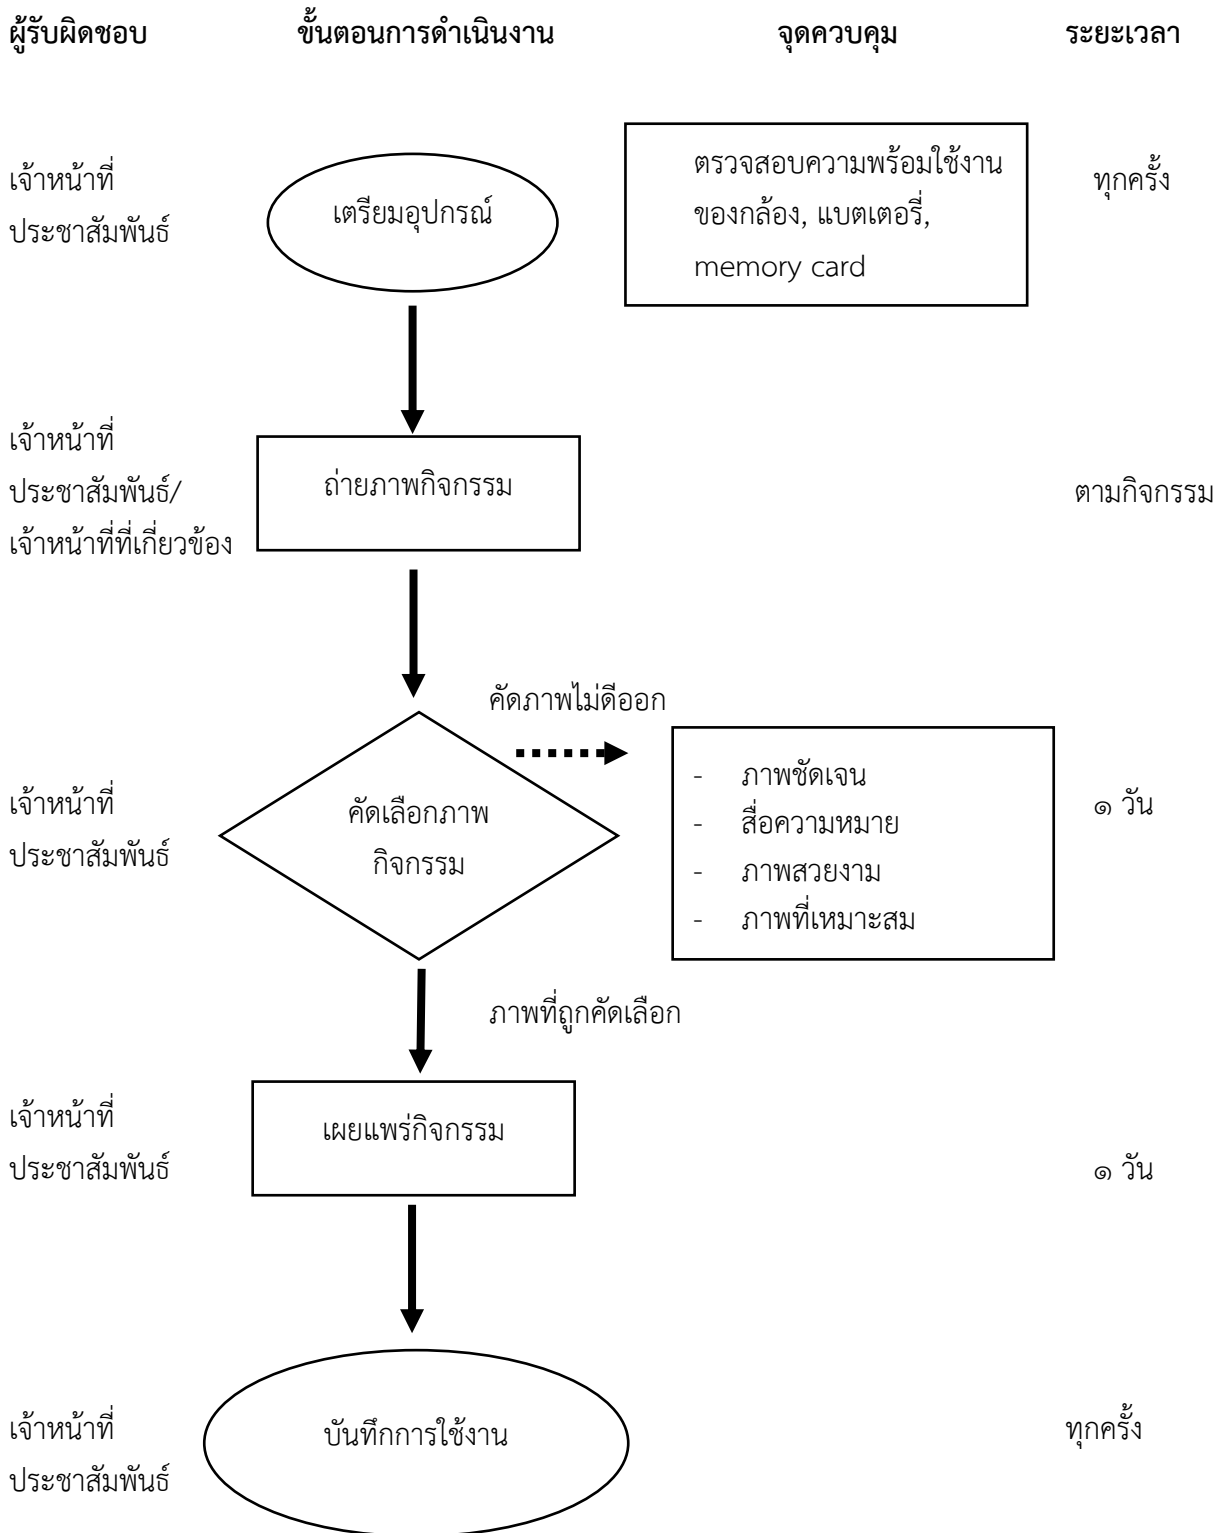 ผู้รับผิดชอบ ขั้นตอนการดำเนินงาน จุดควบคุม ระยะเวลา
เจ้าหน้าที่
ประชาสัมพันธ์
เตรียมอุปกรณ์
ตรวจสอบความพร้อมใช้งาน
ของกล้อง, แบตเตอรี่,
memory card
ทุกครั้ง
เจ้าหน้าที่
ประชาสัมพันธ์/
เจ้าหน้าที่ที่เกี่ยวข้อง
ถ่ายภาพกิจกรรม
ตามกิจกรรม
คัดภาพไม่ดีออก
เจ้าหน้าที่
ประชาสัมพันธ์
คัดเลือกภาพ
กิจกรรม
- ภาพชัดเจน
- สื่อความหมาย
- ภาพสวยงาม
- ภาพที่เหมาะสม
๑ วัน
ภาพที่ถูกคัดเลือก
เจ้าหน้าที่
ประชาสัมพันธ์
เผยแพร่กิจกรรม
๑ วัน
เจ้าหน้าที่
ประชาสัมพันธ์
บันทึกการใช้งาน
ทุกครั้ง